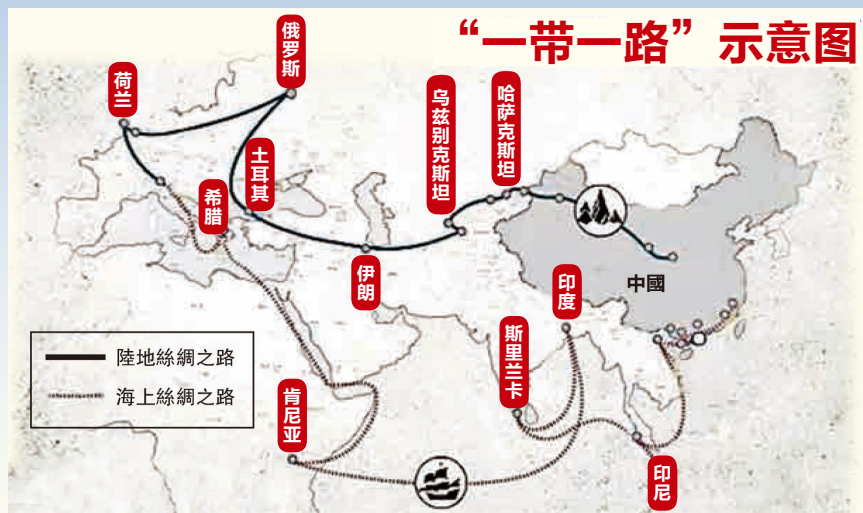 “一带一路”示意图
俄罗斯
荷兰
乌兹别克斯坦
哈萨克斯坦
土耳其
希腊
伊朗
中國
印度
斯里兰卡
陸地絲綢之路
海上絲綢之路
肯尼亚
印尼